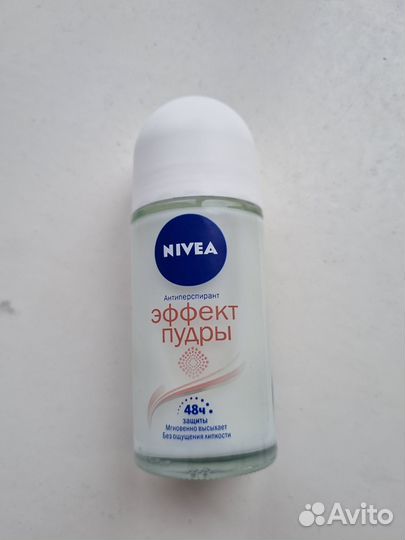 NIVEA
Антиперспирант
эффект
пудры
48ч
защиты
Мгновенно высыхает
Без ощущения липкости
Avito